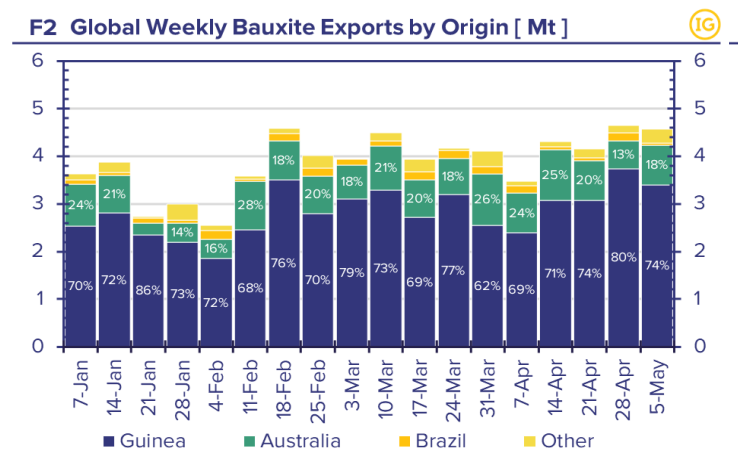 F2 Global Weekly Bauxite Exports by Origin [ Mt ]
IG
6 6
5 5
4 4
3 3
2 2
1 1
0 0
24% 21% 14% 16% 28% 18% 20% 18% 21% 20% 18% 26% 24% 25% 20% 13% 18%
70% 72% 86% 73% 72% 68% 76% 70% 79% 73% 69% 77% 62% 69% 71% 74% 80% 74%
7-Jan 14-Jan 21-Jan 28-Jan 4-Feb 11-Feb 18-Feb 25-Feb 3-Mar 10-Mar 17-Mar 24-Mar 31-Mar 7-Apr 14-Apr 21-Apr 28-Apr 5-May
Guinea Australia Brazil Other